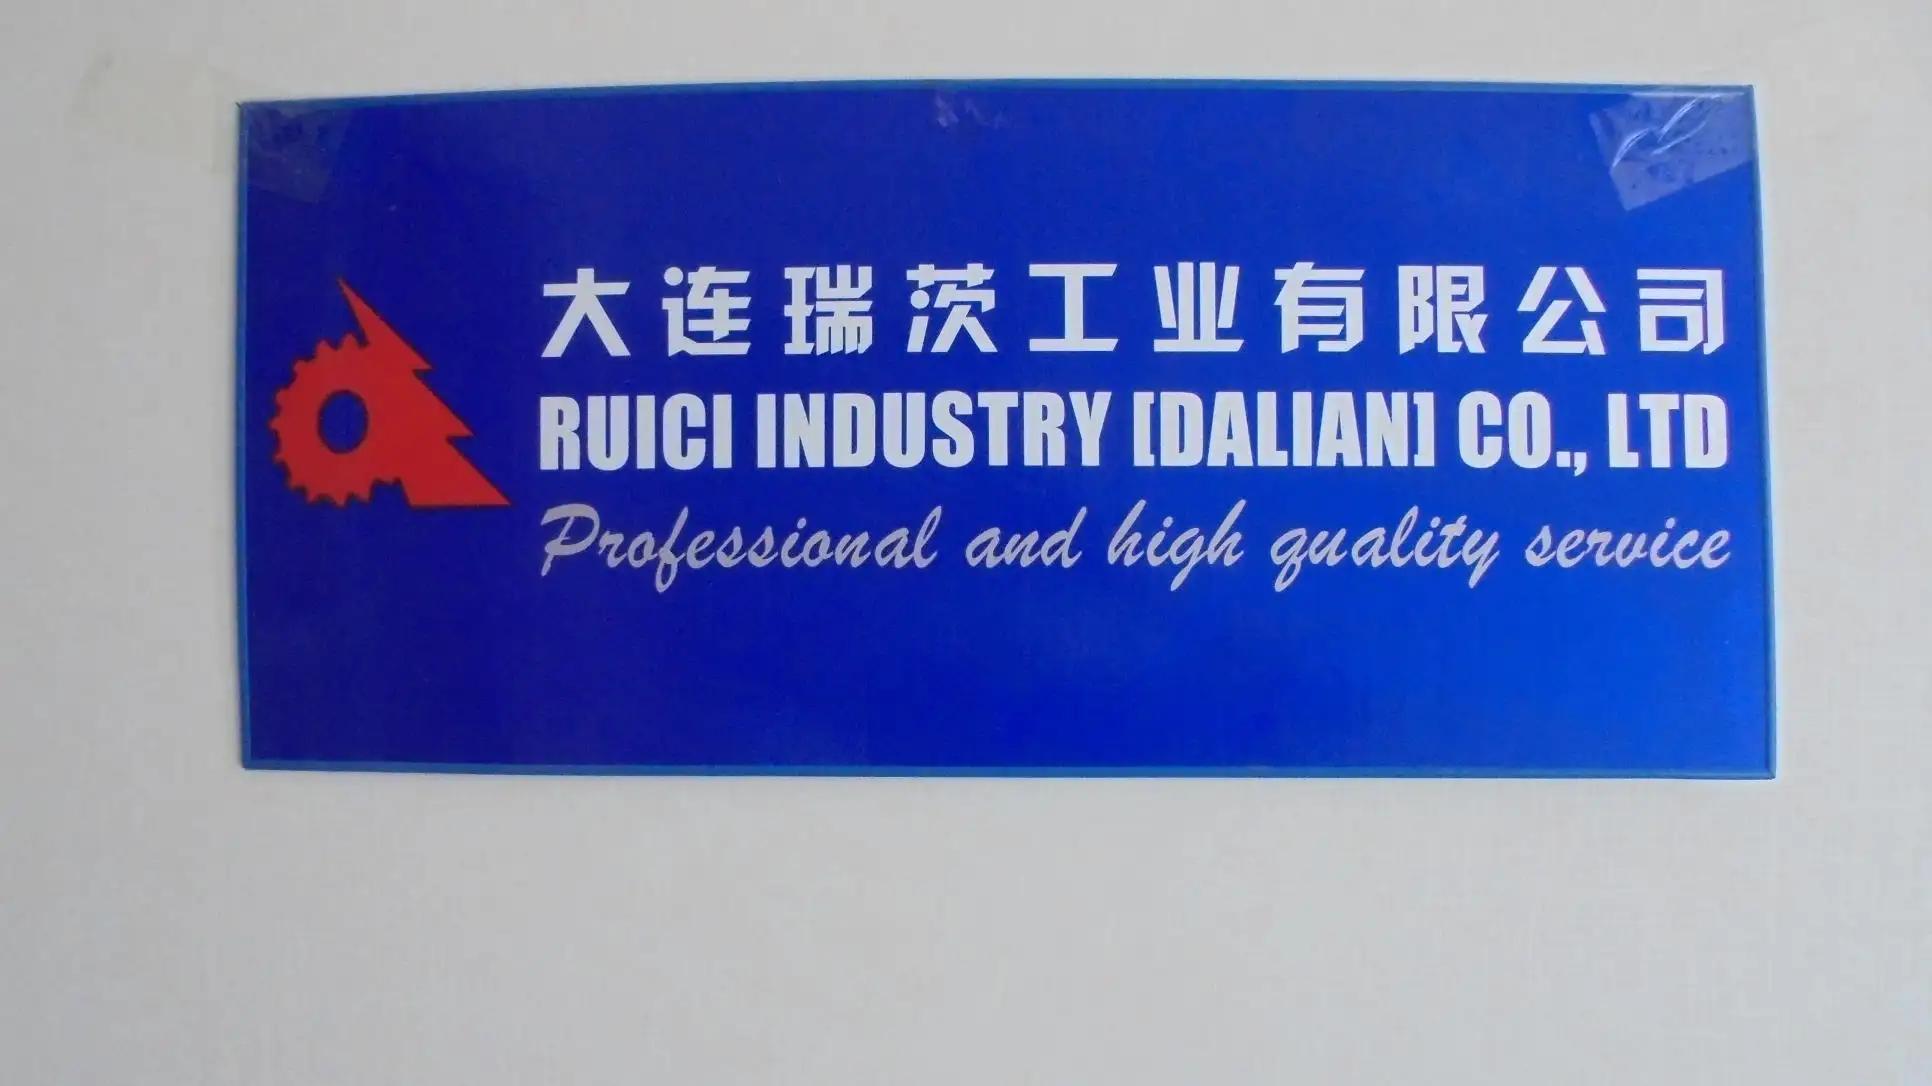 大连瑞茨工业有限公司
RUICI INDUSTRY [DALIAN] CO., LTD
Professional and high quality service